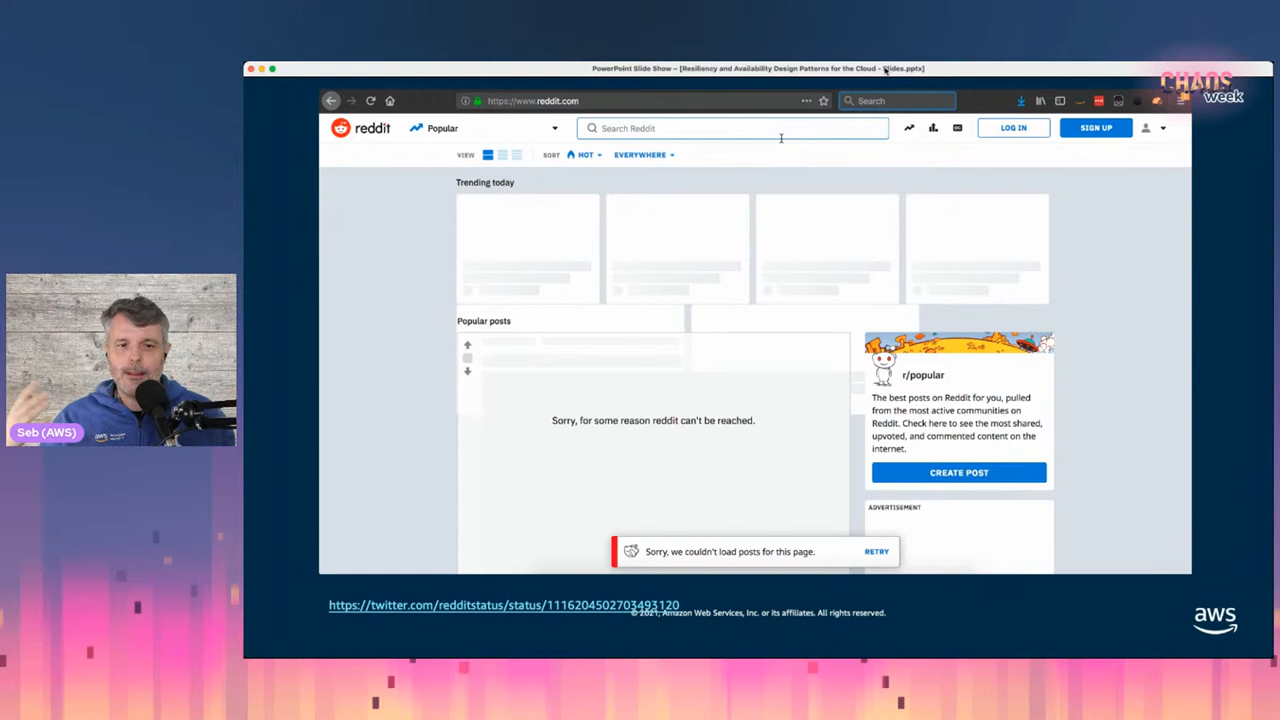 PowerPoint Slide Show – [Resiliency and Availability Design Patterns for the Cloud - Slides.pptx]
CHAOS
week
https://www.reddit.com
Search
reddit
Popular
Search Reddit
LOG IN
SIGN UP
VIEW
SORT
HOT
EVERYWHERE
Trending today
Popular posts
r/popular
The best posts on Reddit for you, pulled
from the most active communities on
Reddit. Check here to see the most shared,
upvoted, and commented content on the
internet.
Sorry, for some reason reddit can't be reached.
CREATE POST
ADVERTISEMENT
Sorry, we couldn't load posts for this page.
RETRY
Seb (AWS)
aws
https://twitter.com/redditstatus/status/1116204502703493120
© 2021, Amazon Web Services, Inc. or its affiliates. All rights reserved.
aws